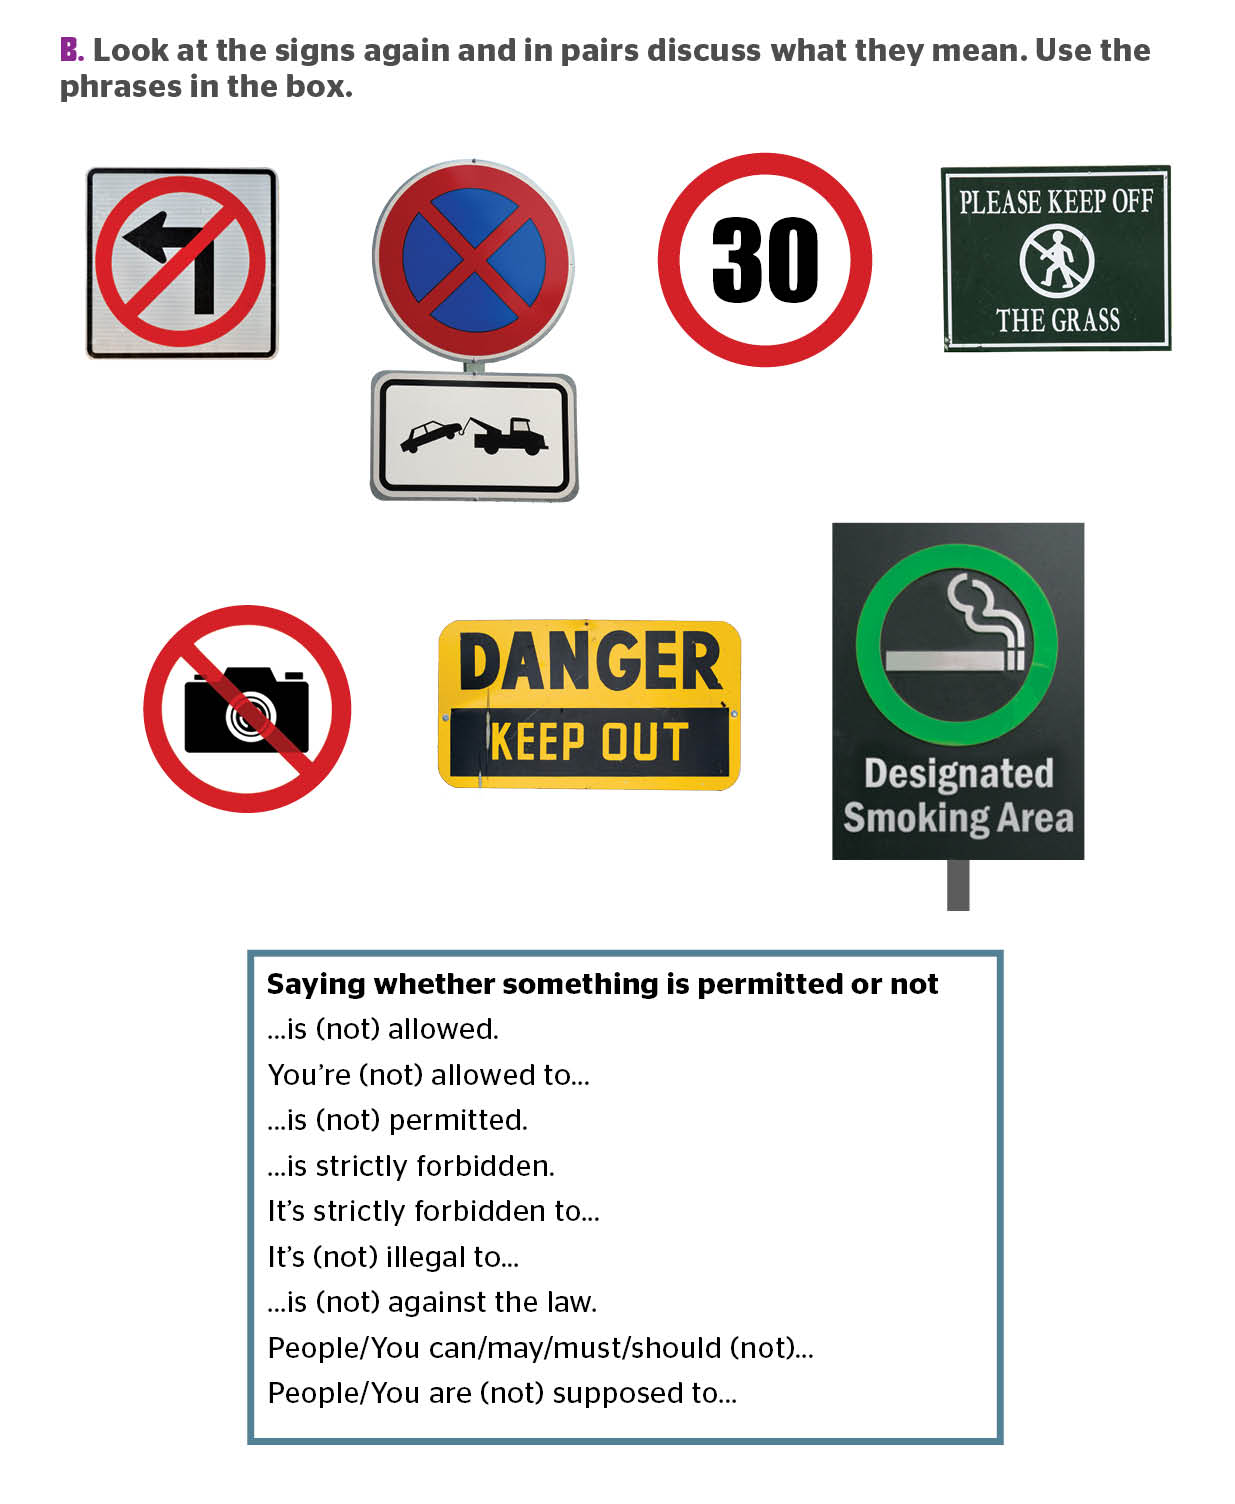 B. Look at the signs again and in pairs discuss what they mean. Use the
phrases in the box.
30
PLEASE KEEP OFF
THE GRASS
DANGER
KEEP OUT
Designated
Smoking Area
Saying whether something is permitted or not
...is (not) allowed.
You’re (not) allowed to...
...is (not) permitted.
...is strictly forbidden.
It’s strictly forbidden to...
It’s (not) illegal to...
...is (not) against the law.
People/You can/may/must/should (not)...
People/You are (not) supposed to...